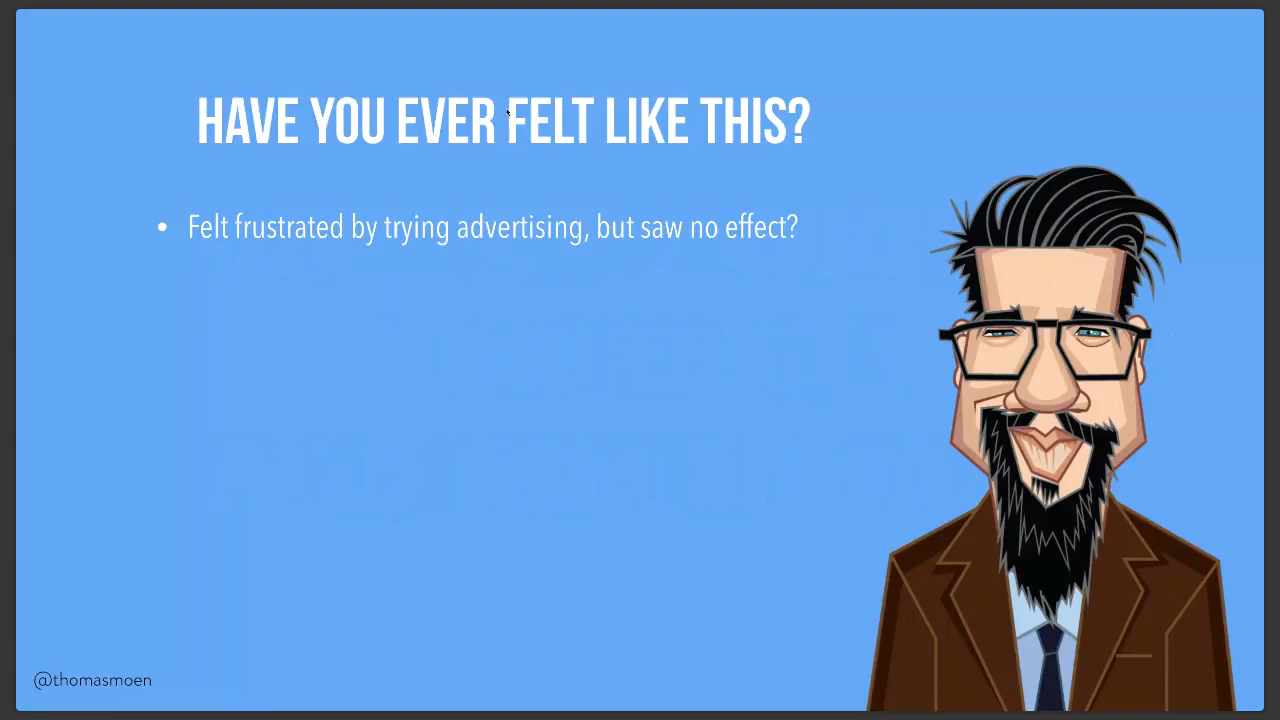 HAVE YOU EVER FELT LIKE THIS?
• Felt frustrated by trying advertising, but saw no effect?
@thomasmoen